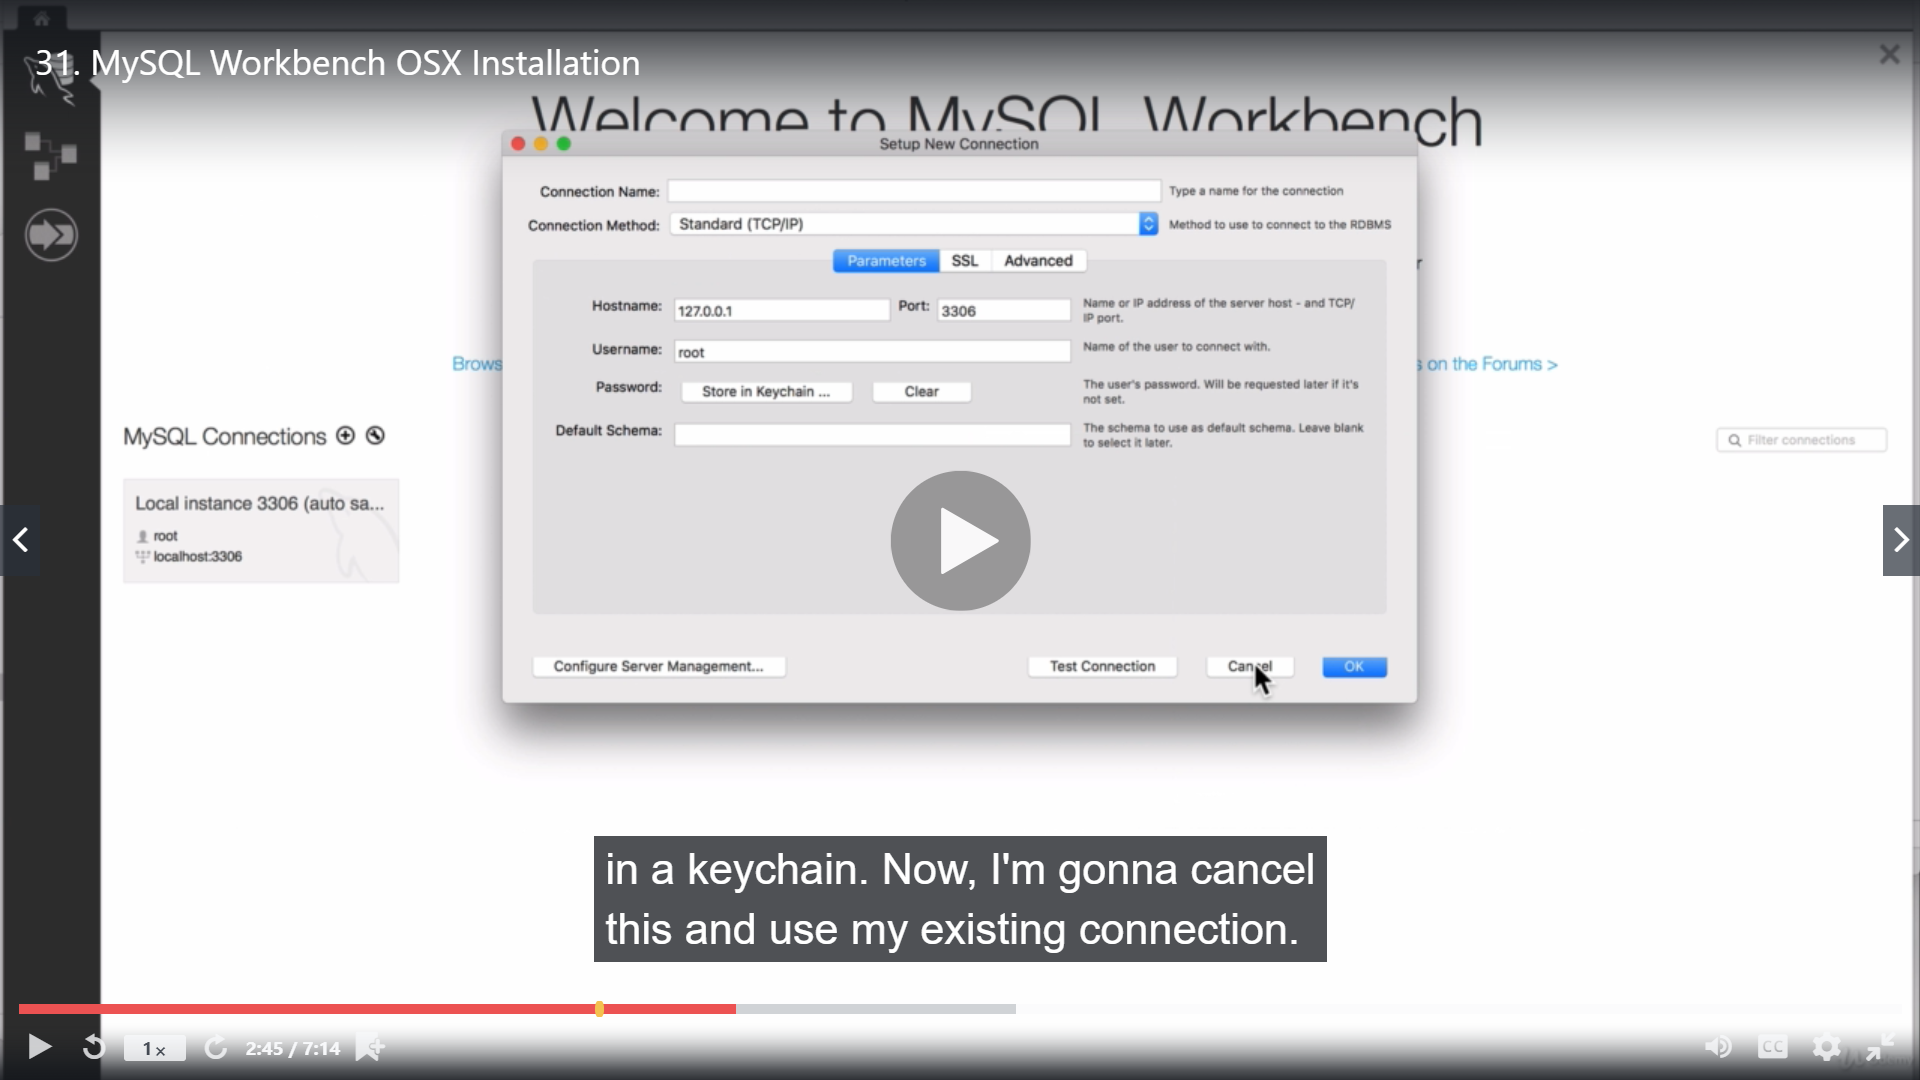 31. MySQL Workbench OSX Installation
Welcome to MySQL Workbench
Setup New Connection
Connection Name: Type a name for the connection
Connection Method: Standard (TCP/IP) Method to use to connect to the RDBMS
Parameters SSL Advanced
Hostname: 127.0.0.1 Port: 3306 Name or IP address of the server host - and TCP/
IP port.
Username: root Name of the user to connect with.
Brows
s on the Forums >
Password: Store in Keychain ... Clear The user's password. Will be requested later if it's
not set.
Default Schema: The schema to use as default schema. Leave blank
to select it later.
MySQL Connections
Filter connections
Local instance 3306 (auto sa...
root
localhost:3306
Configure Server Management... Test Connection Cancel OK
in a keychain. Now, I'm gonna cancel
this and use my existing connection.
1x 2:45 / 7:14 CC